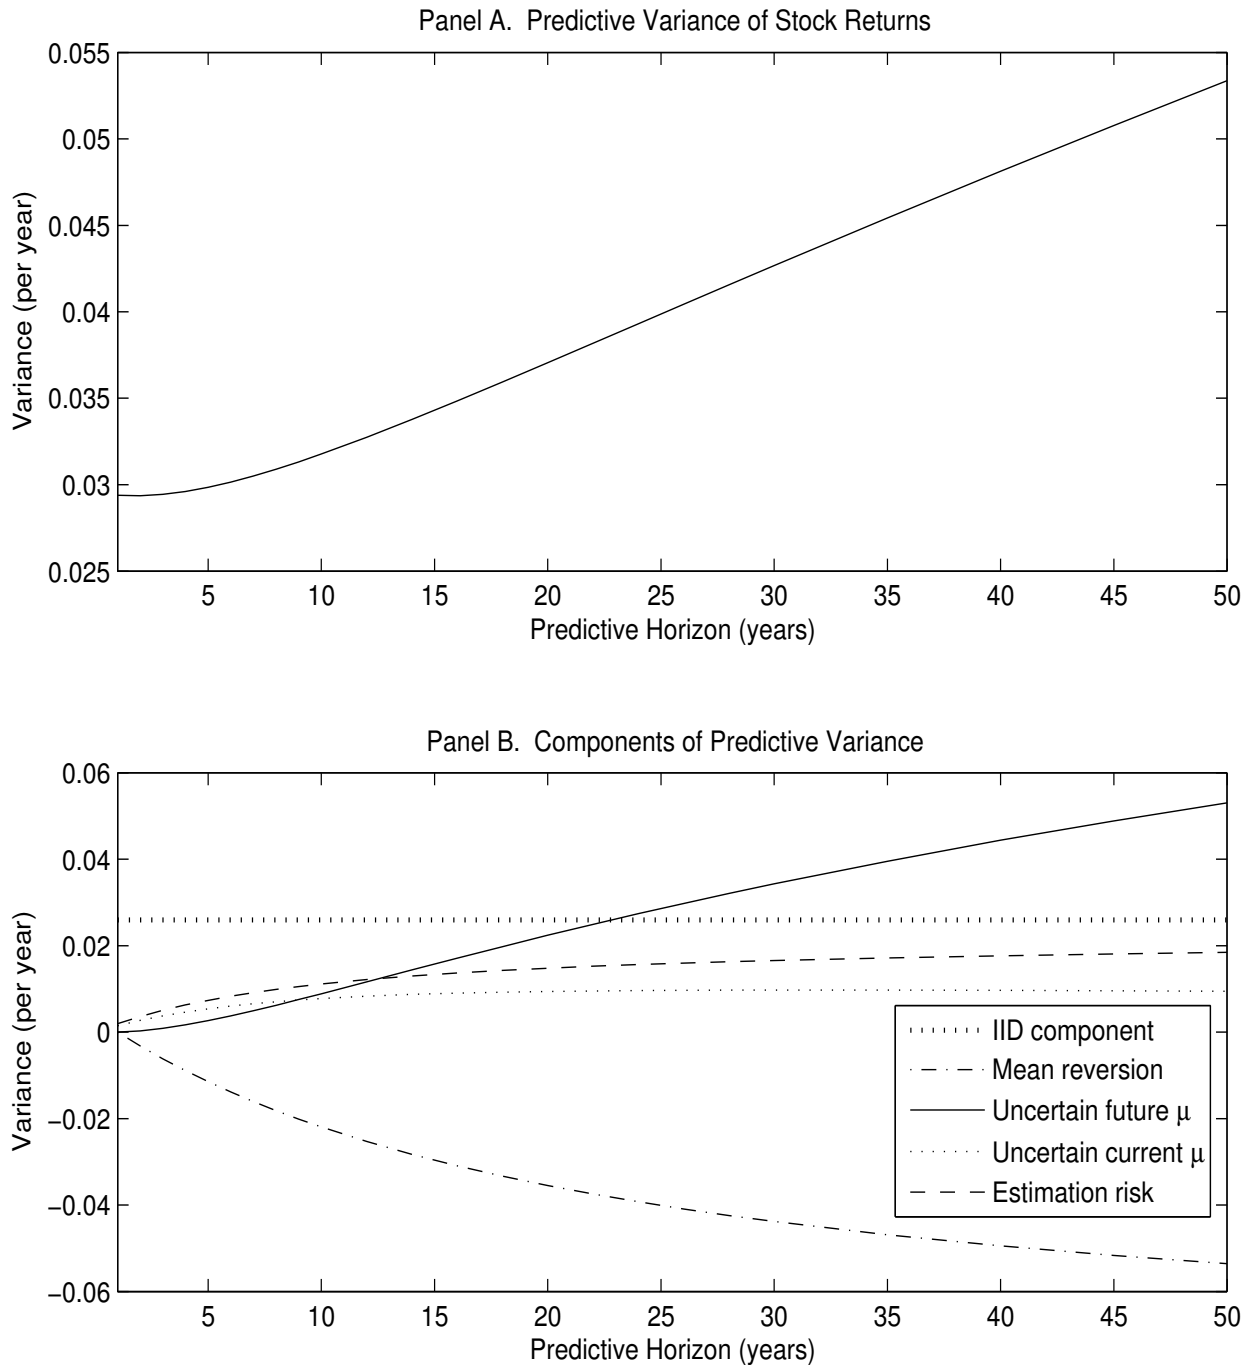 Panel A.  Predictive Variance of Stock Returns
0.055
0.05
0.045
0.04
0.035
0.03
0.025
Variance (per year)
5 10 15 20 25 30 35 40 45 50
Predictive Horizon (years)
Panel B.  Components of Predictive Variance
0.06
0.04
0.02
0
−0.02
−0.04
−0.06
Variance (per year)
IID component
Mean reversion
Uncertain future μ
Uncertain current μ
Estimation risk
5 10 15 20 25 30 35 40 45 50
Predictive Horizon (years)